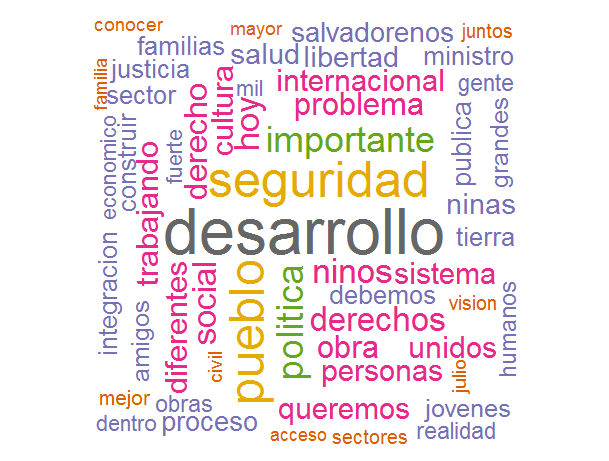 conocer
mayor
salvadorenos
juntos
familias
salud
libertad
ministro
justicia
familia
sector
mil
internacional
gente
problema
cultura
hoy
derecho
importante
publica
grandes
economico
construir
fuerte
trabajando
seguridad
ninas
desarrollo
tierra
integracion
amigos
diferentes
social
civil
pueblo
politica
ninos
sistema
debemos
vision
humanos
derechos
obra
unidos
personas
julio
mejor
obras
queremos
jovenes
dentro
proceso
acceso
sectores
realidad